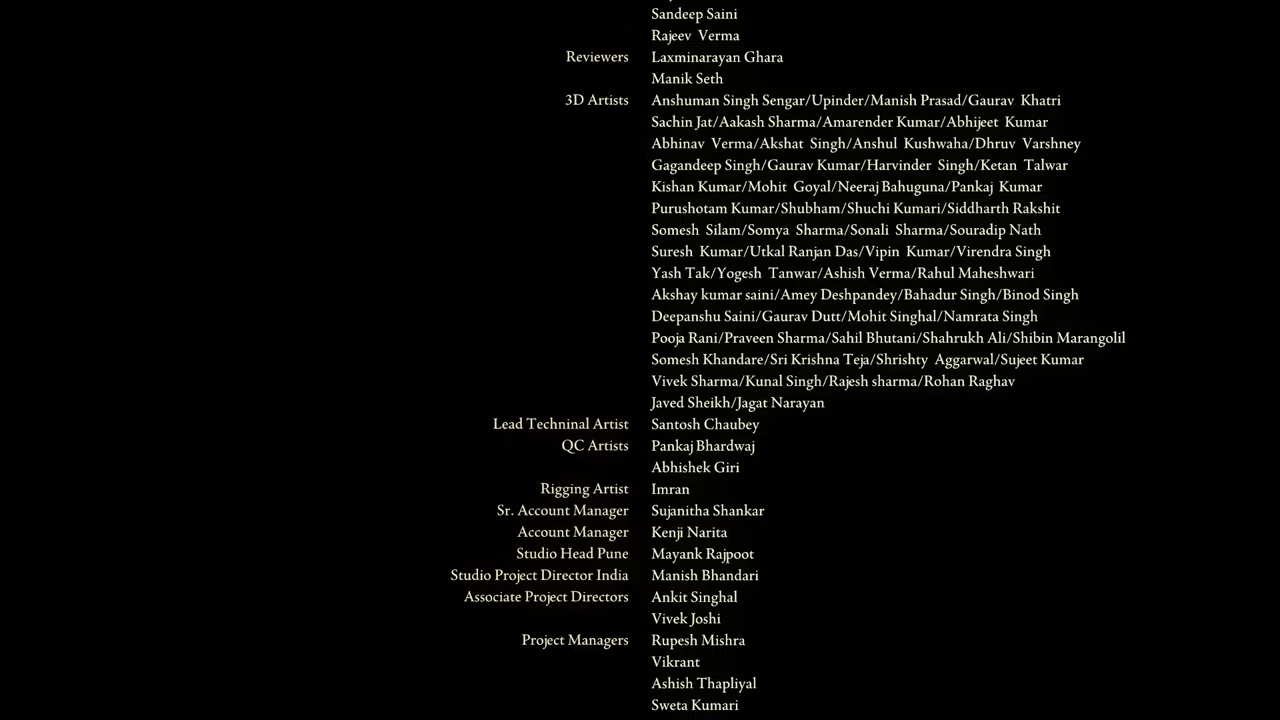 Sandeep Saini
Rajeev Verma
Reviewers Laxminarayan Ghara
Manik Seth
3D Artists Anshuman Singh Sengar/Upinder/Manish Prasad/Gaurav Khatri
Sachin Jat/Aakash Sharma/Amarender Kumar/Abhijeet Kumar
Abhinav Verma/Akshat Singh/Anshul Kushwaha/Dhruv Varshney
Gagandeep Singh/Gaurav Kumar/Harvinder Singh/Ketan Talwar
Kishan Kumar/Mohit Goyal/Neeraj Bahuguna/Pankaj Kumar
Purushotam Kumar/Shubham/Shuchi Kumari/Siddharth Rakshit
Somesh Silam/Somya Sharma/Sonali Sharma/Souradip Nath
Suresh Kumar/Utkal Ranjan Das/Vipin Kumar/Virendra Singh
Yash Tak/Yogesh Tanwar/Ashish Verma/Rahul Maheshwari
Akshay kumar saini/Amey Deshpandey/Bahadur Singh/Binod Singh
Deepanshu Saini/Gaurav Dutt/Mohit Singhal/Namrata Singh
Pooja Rani/Praveen Sharma/Sahil Bhutani/Shahrukh Ali/Shibin Marangolil
Somesh Khandare/Sri Krishna Teja/Shrishty Aggarwal/Sujeet Kumar
Vivek Sharma/Kunal Singh/Rajesh sharma/Rohan Raghav
Javed Sheikh/Jagat Narayan
Lead Techninal Artist Santosh Chaubey
QC Artists Pankaj Bhardwaj
Abhishek Giri
Rigging Artist Imran
Sr. Account Manager Sujanitha Shankar
Account Manager Kenji Narita
Studio Head Pune Mayank Rajpoot
Studio Project Director India Manish Bhandari
Associate Project Directors Ankit Singhal
Vivek Joshi
Project Managers Rupesh Mishra
Vikrant
Ashish Thapliyal
Sweta Kumari